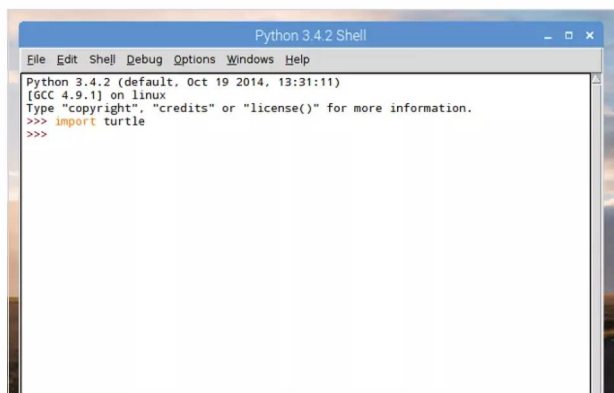 Python 3.4.2 Shell
File Edit Shell Debug Options Windows Help
Python 3.4.2 (default, Oct 19 2014, 13:31:11)
[GCC 4.9.1] on linux
Type "copyright", "credits" or "license()" for more information.
>>> import turtle
>>>